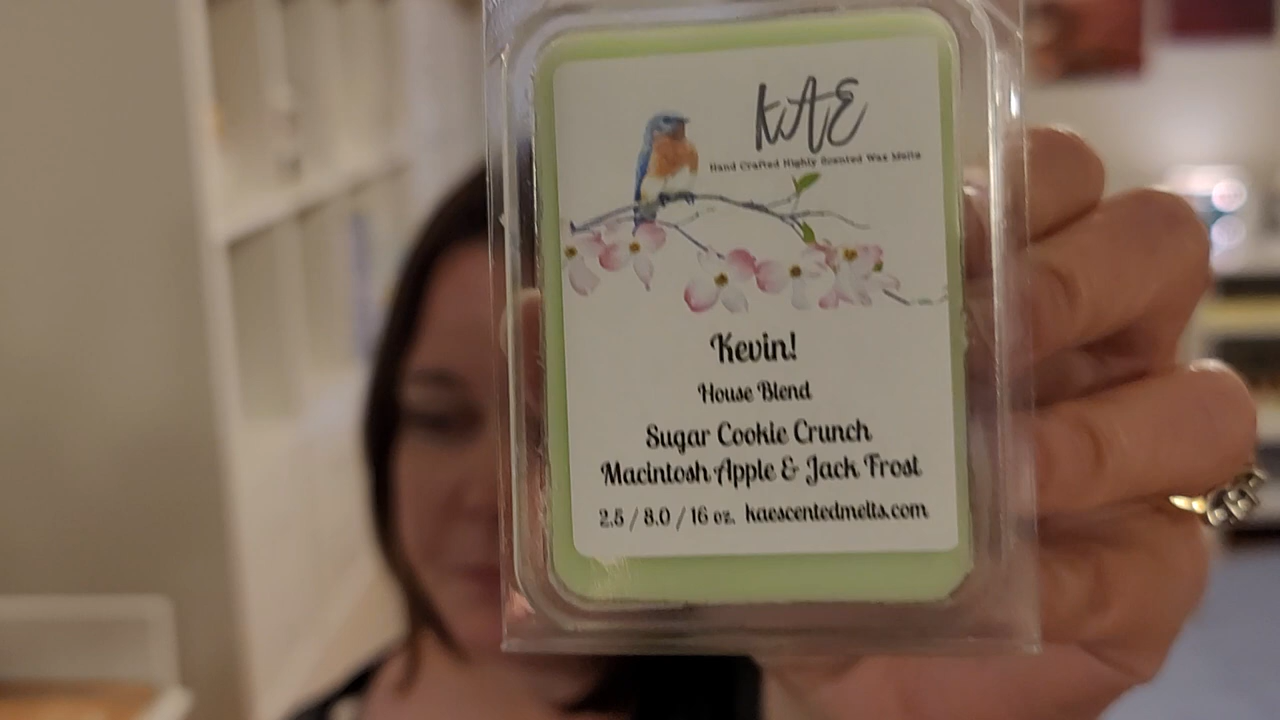 KAE
Hand Crafted Highly Scented Wax Melts
Kevin!
House Blend
Sugar Cookie Crunch
Macintosh Apple & Jack Frost
2.5 / 8.0 / 16 oz. kaescentedmelts.com